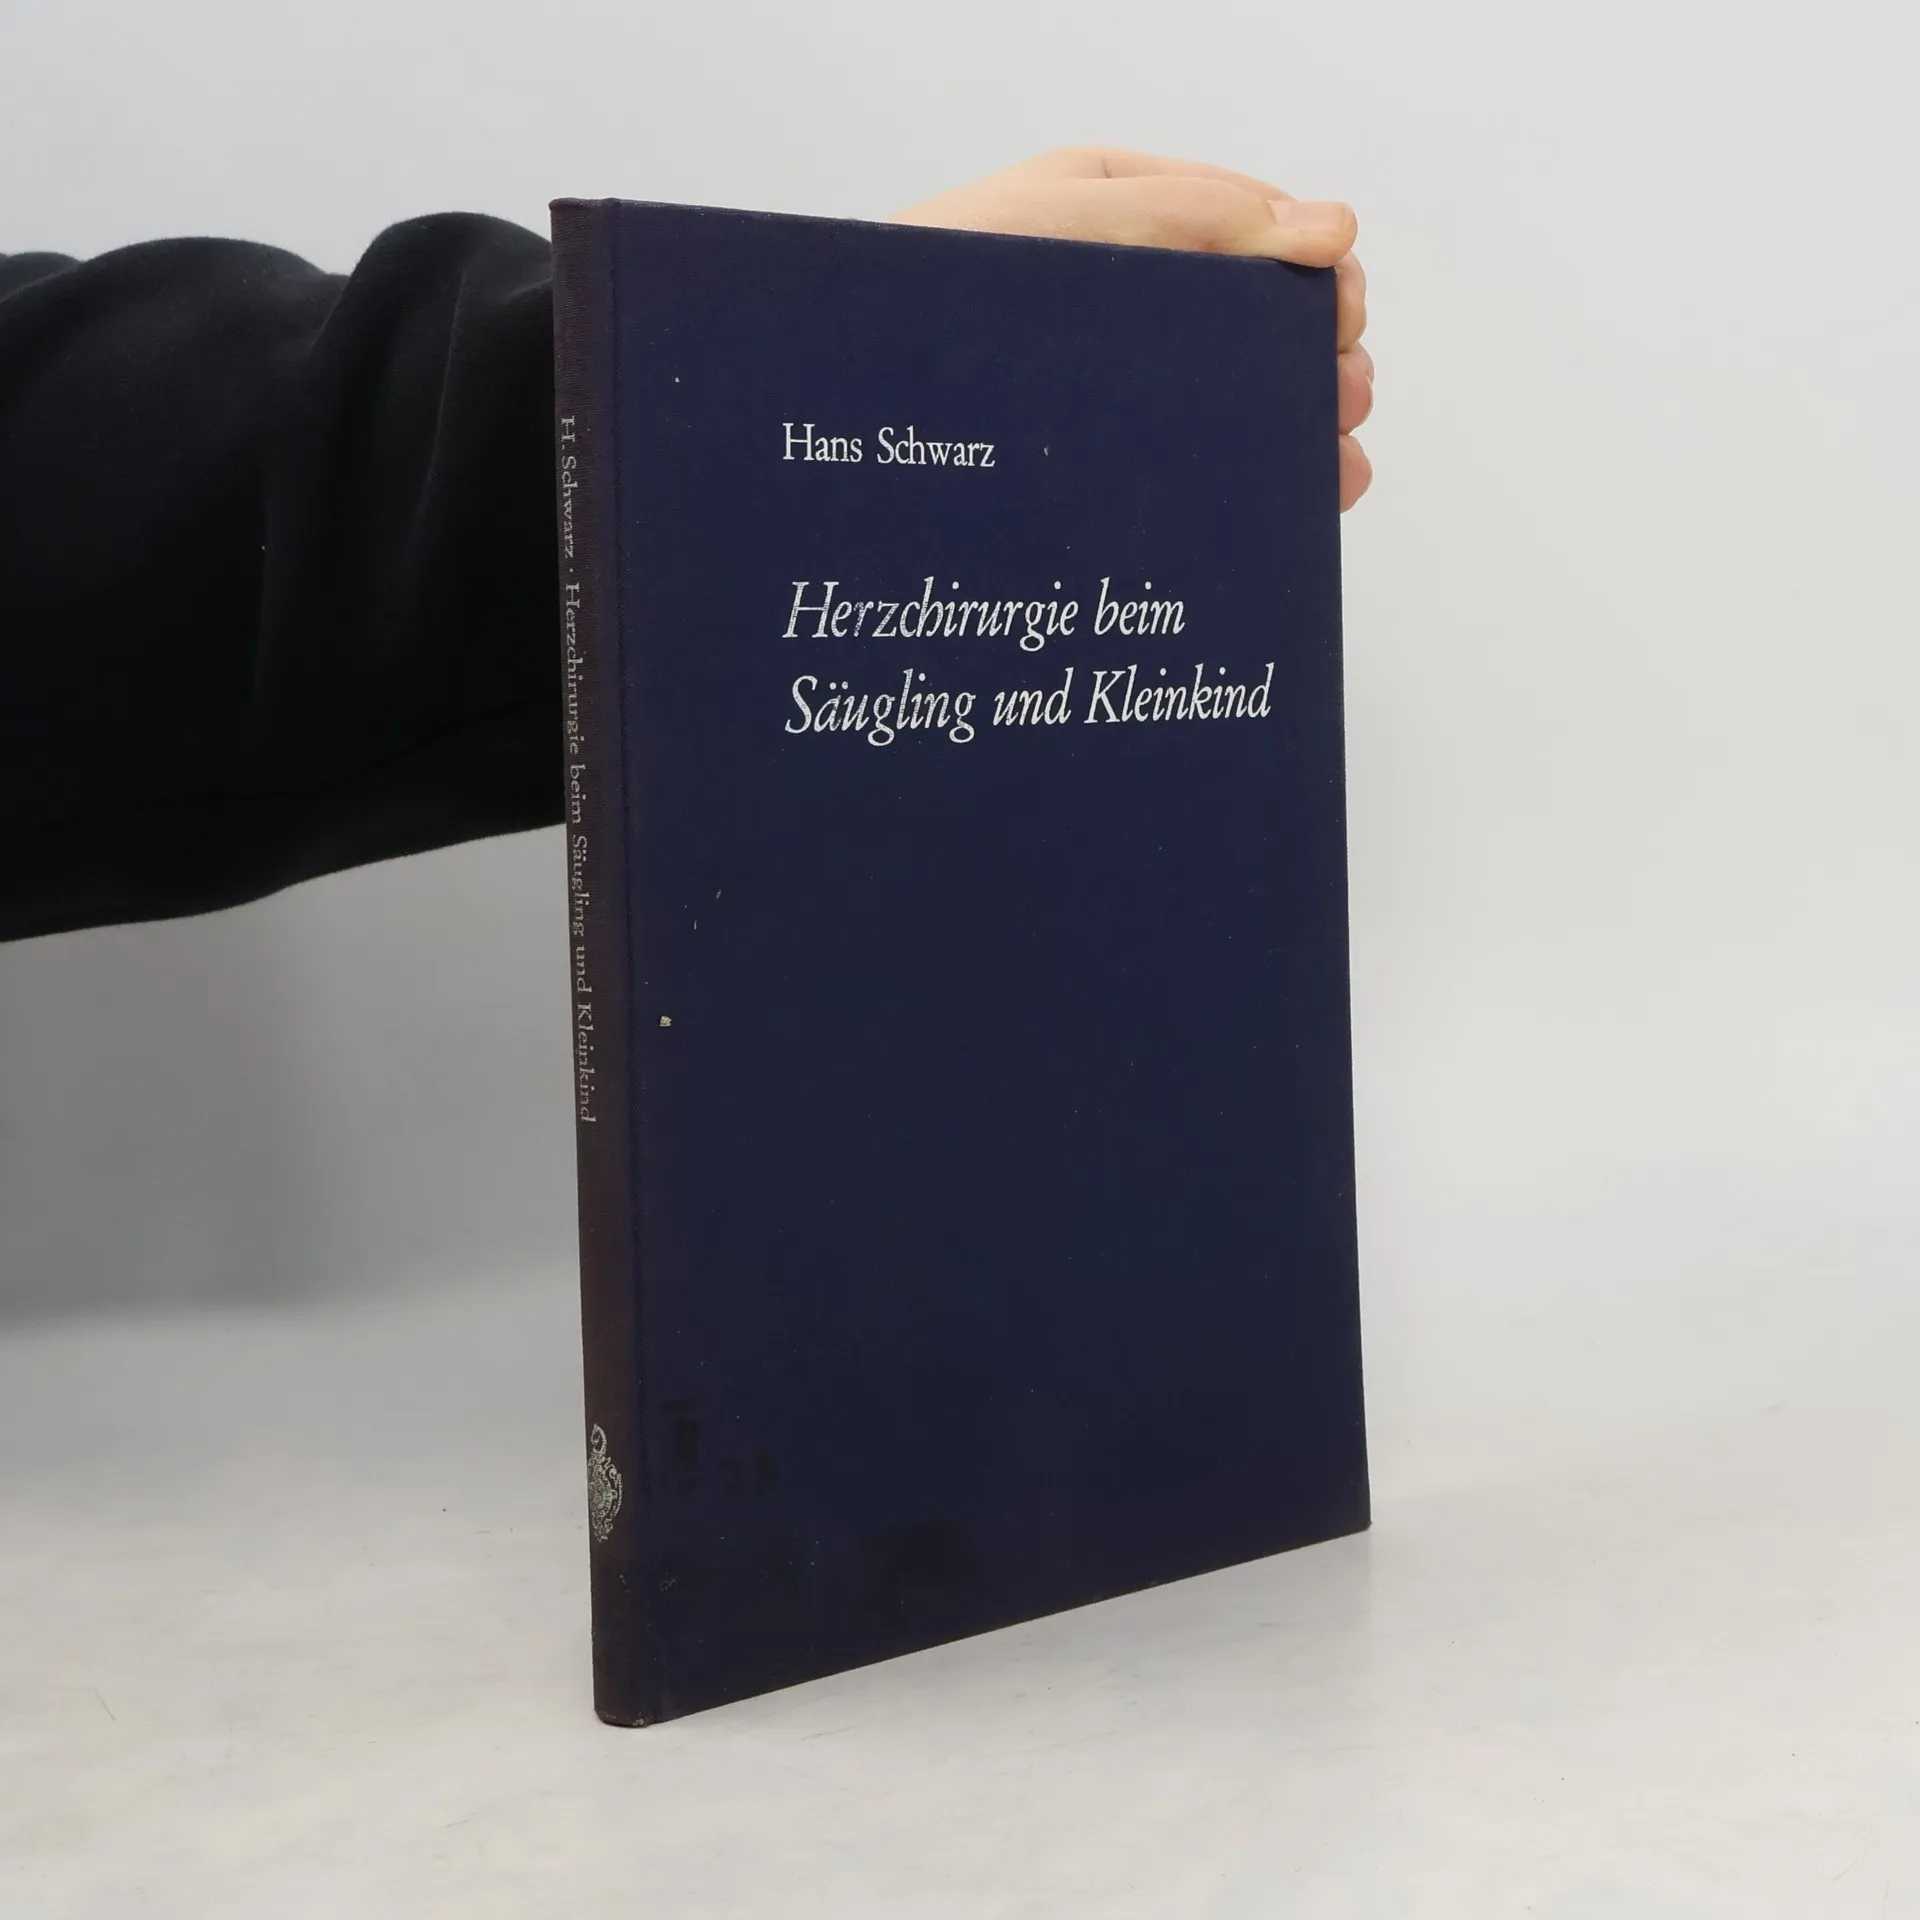 Hans Schwarz
Herzchirurgie beim
Säugling und Kleinkind
H. Schwarz · Herzchirurgie beim Säugling und Kleinkind